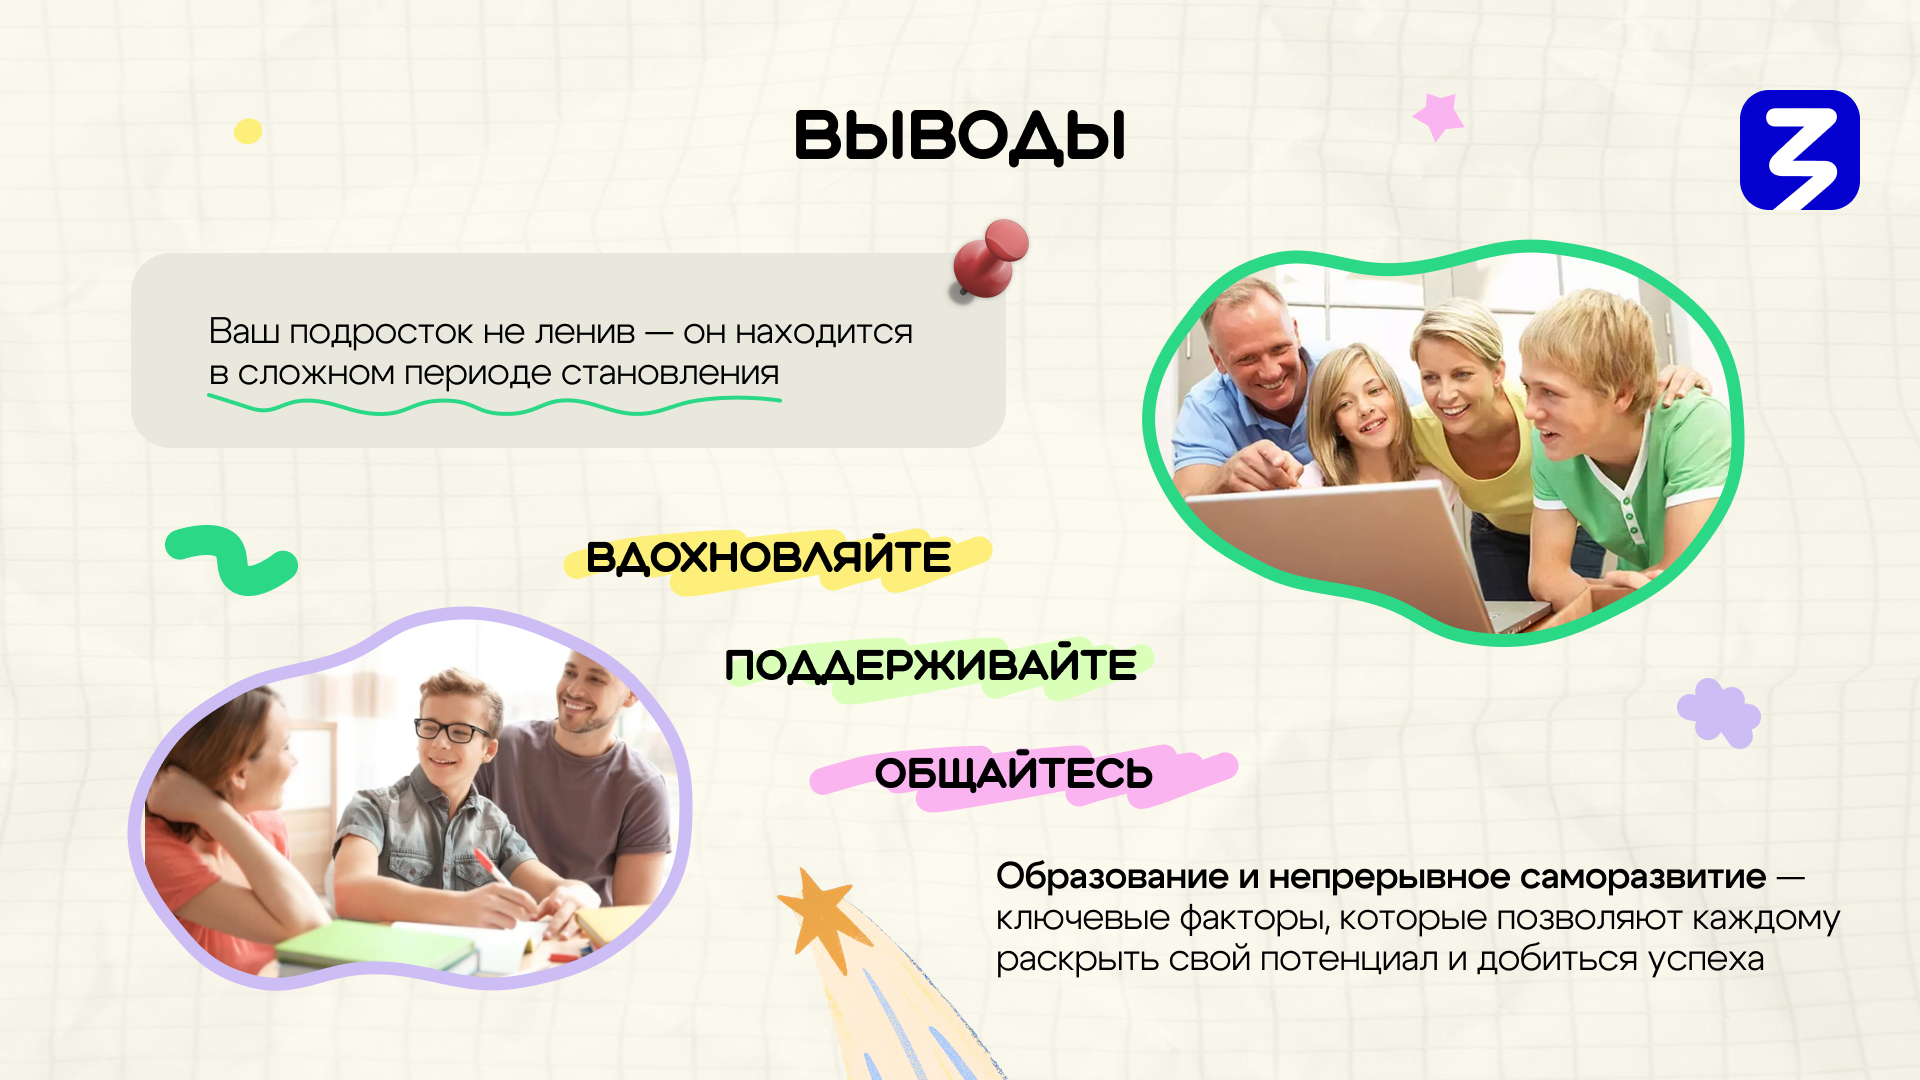 ВЫВОДЫ
Ваш подросток не ленив — он находится
в сложном периоде становления
ВДОХНОВЛЯЙТЕ
ПОДДЕРЖИВАЙТЕ
ОБЩАЙТЕСЬ
Образование и непрерывное саморазвитие —
ключевые факторы, которые позволяют каждому
раскрыть свой потенциал и добиться успеха